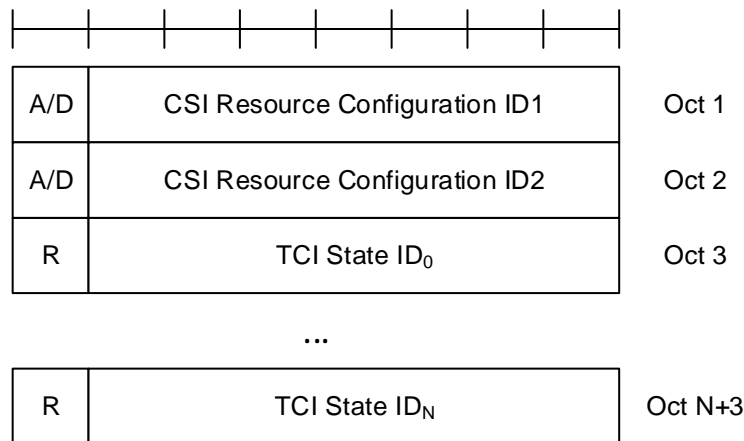 A/D CSI Resource Configuration ID1 Oct 1
A/D CSI Resource Configuration ID2 Oct 2
R TCI State ID₀ Oct 3
...
R TCI State IDN Oct N+3